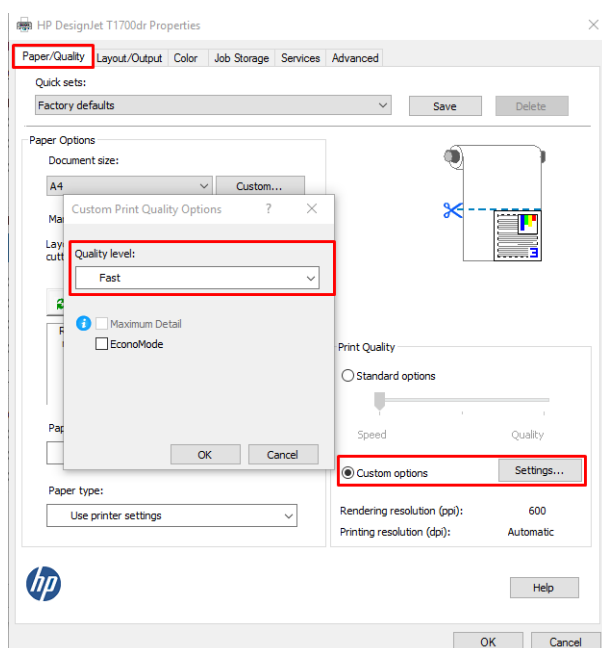 HP DesignJet T1700dr Properties
Paper/Quality Layout/Output Color Job Storage Services Advanced
Quick sets:
Factory defaults
Save
Delete
Paper Options
Document size:
A4
Custom...
Custom Print Quality Options
?
Quality level:
Fast
Maximum Detail
EconoMode
OK
Cancel
3
Print Quality
Standard options
Speed
Quality
Custom options
Settings...
Paper type:
Use printer settings
Rendering resolution (ppi): 600
Printing resolution (dpi): Automatic
hp
Help
OK
Cancel